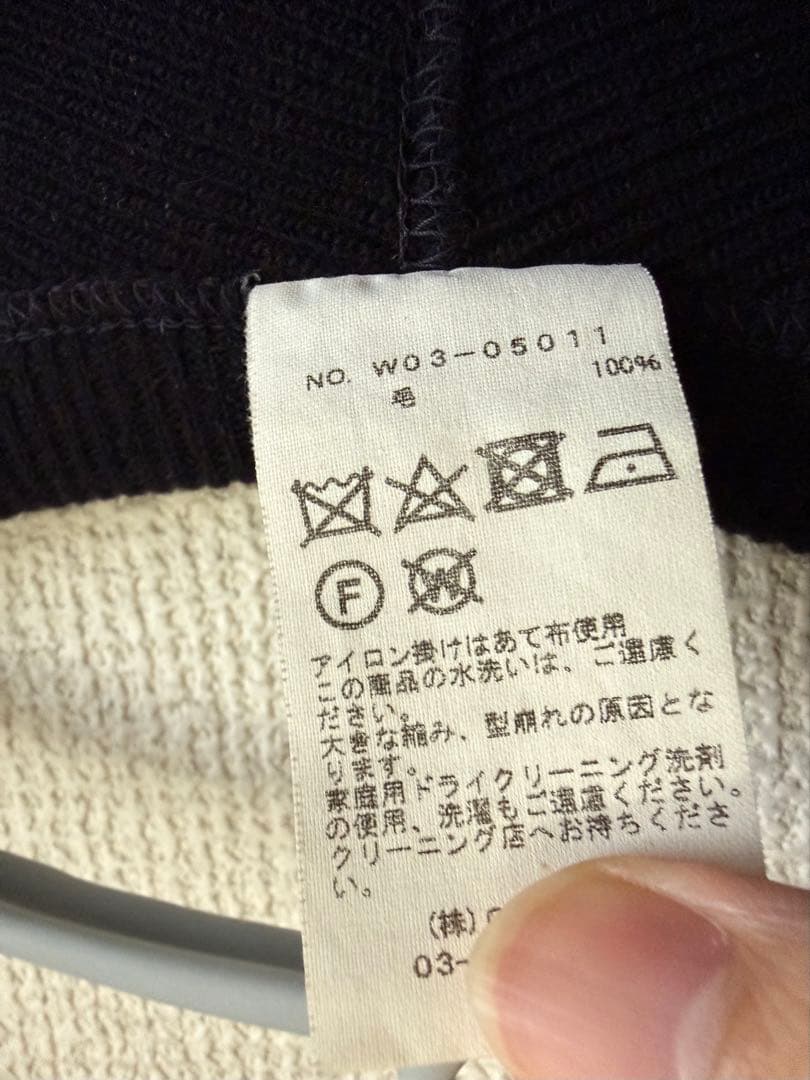 NO. W03-05011
毛 100%
F
W
アイロン掛けはあて布使用
この商品の水洗いは、ご遠慮く
ださい。
大きな縮み、型崩れの原因とな
ります。
家庭用ドライクリーニング洗剤
の使用、洗濯もご遠慮ください。
クリーニング店へお持ちくださ
い。
(株)
03-